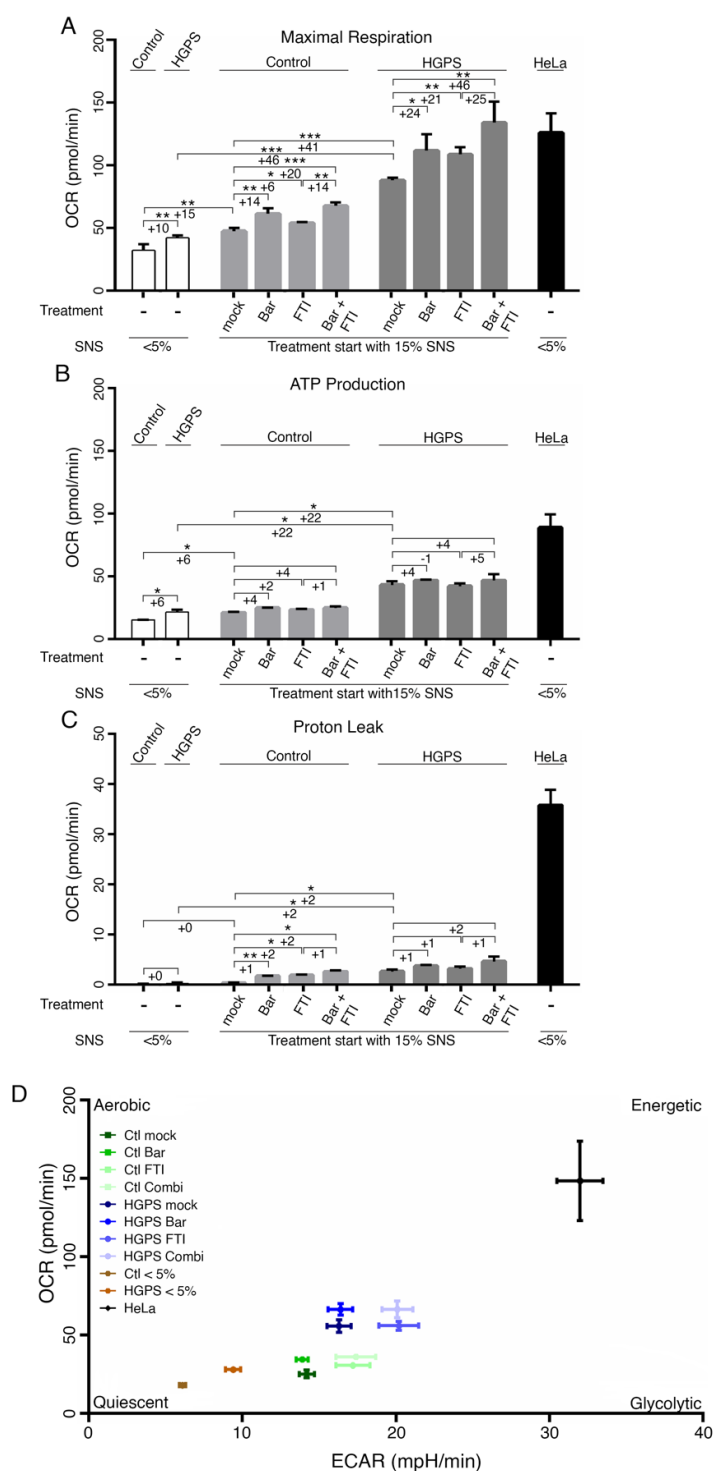 A
Maximal Respiration
Control HGPS Control HGPS HeLa
200
150
100
50
0
OCR (pmol/min)
** +46
** +21 +25
* +24
*** +41
*** +46
*** +20
* +6 ** +14
** +14
** +15
** +10
Treatment - - mock Bar FTI Bar + FTI mock Bar FTI Bar + FTI -
SNS <5% Treatment start with 15% SNS <5%
B
ATP Production
Control HGPS Control HGPS HeLa
200
150
100
50
0
OCR (pmol/min)
* +22
* +22
* +6
+4
+2 +1
+4
* +6
+4
-1 +5
+4
Treatment - - mock Bar FTI Bar + FTI mock Bar FTI Bar + FTI -
SNS <5% Treatment start with15% SNS <5%
C
Proton Leak
Control HGPS Control HGPS HeLa
50
40
30
20
10
0
OCR (pmol/min)
* +2
* +2
+0
* +2
* +2 +1
** +1
+0
+2
+1 +1
+1
Treatment - - mock Bar FTI Bar + FTI mock Bar FTI Bar + FTI -
SNS <5% Treatment start with 15% SNS <5%
D
200
150
100
50
0
OCR (pmol/min)
Aerobic Energetic
Ctl mock
Ctl Bar
Ctl FTI
Ctl Combi
HGPS mock
HGPS Bar
HGPS FTI
HGPS Combi
Ctl < 5%
HGPS < 5%
HeLa
Quiescent Glycolytic
0 10 20 30 40
ECAR (mpH/min)